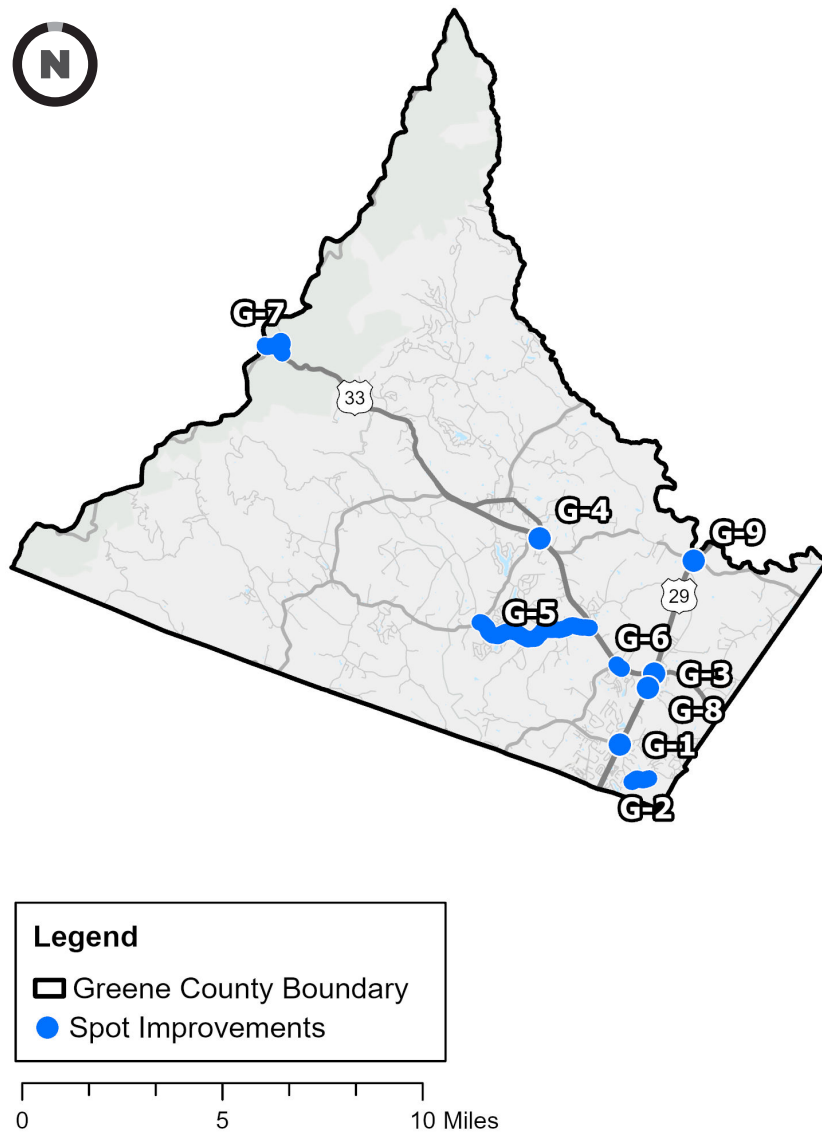 N
G-7
33
G-4
G-9
29
G-5
G-6
G-3
G-8
G-1
G-2
Legend
Greene County Boundary
Spot Improvements
0 5 10 Miles